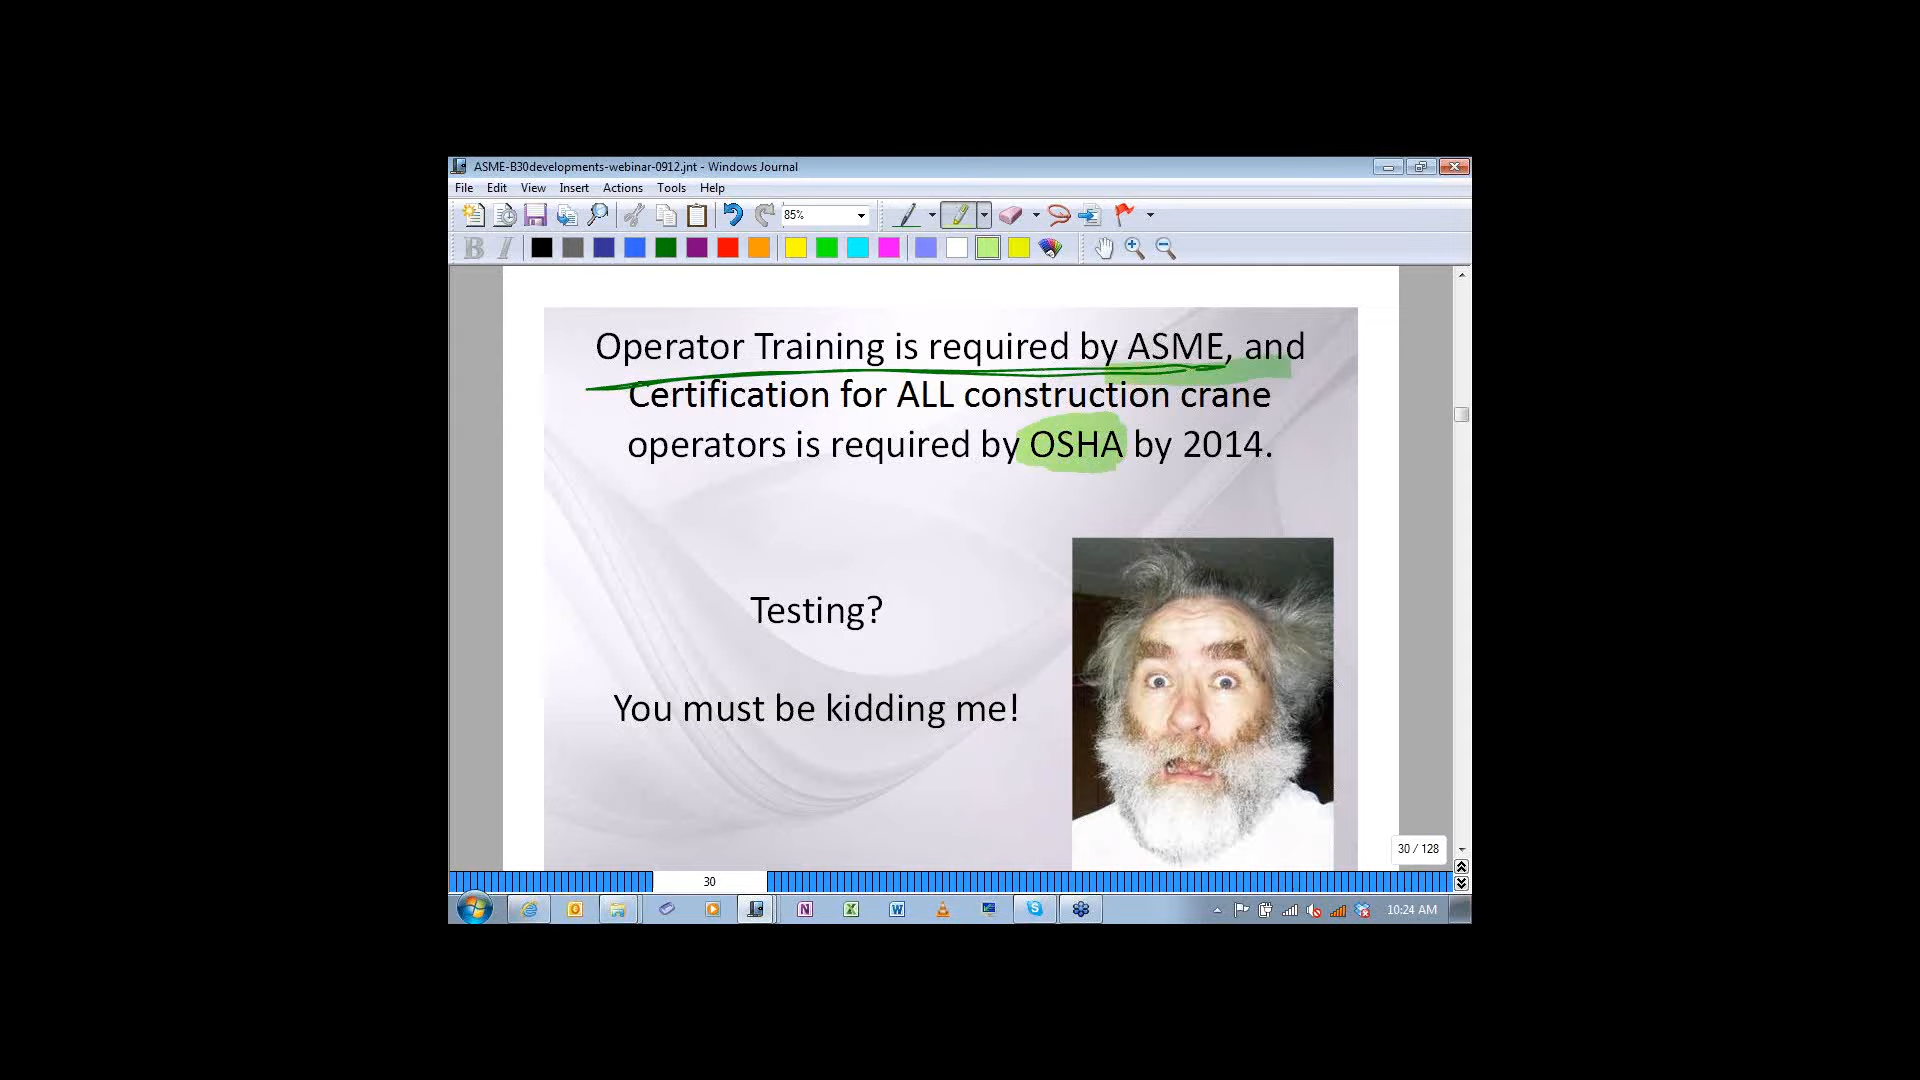 ASME-B30developments-webinar-0912.jnt - Windows Journal
File Edit View Insert Actions Tools Help
85%
B I
Operator Training is required by ASME, and
Certification for ALL construction crane
operators is required by OSHA by 2014.
Testing?
You must be kidding me!
30 / 128
30
10:24 AM